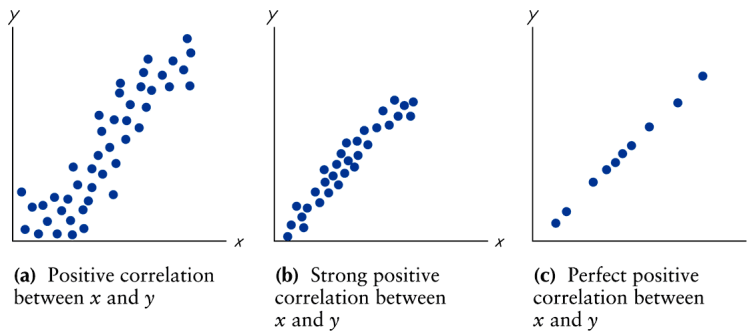 y
y
y
x
x
x
(a) Positive correlation
between x and y
(b) Strong positive
correlation between
x and y
(c) Perfect positive
correlation between
x and y